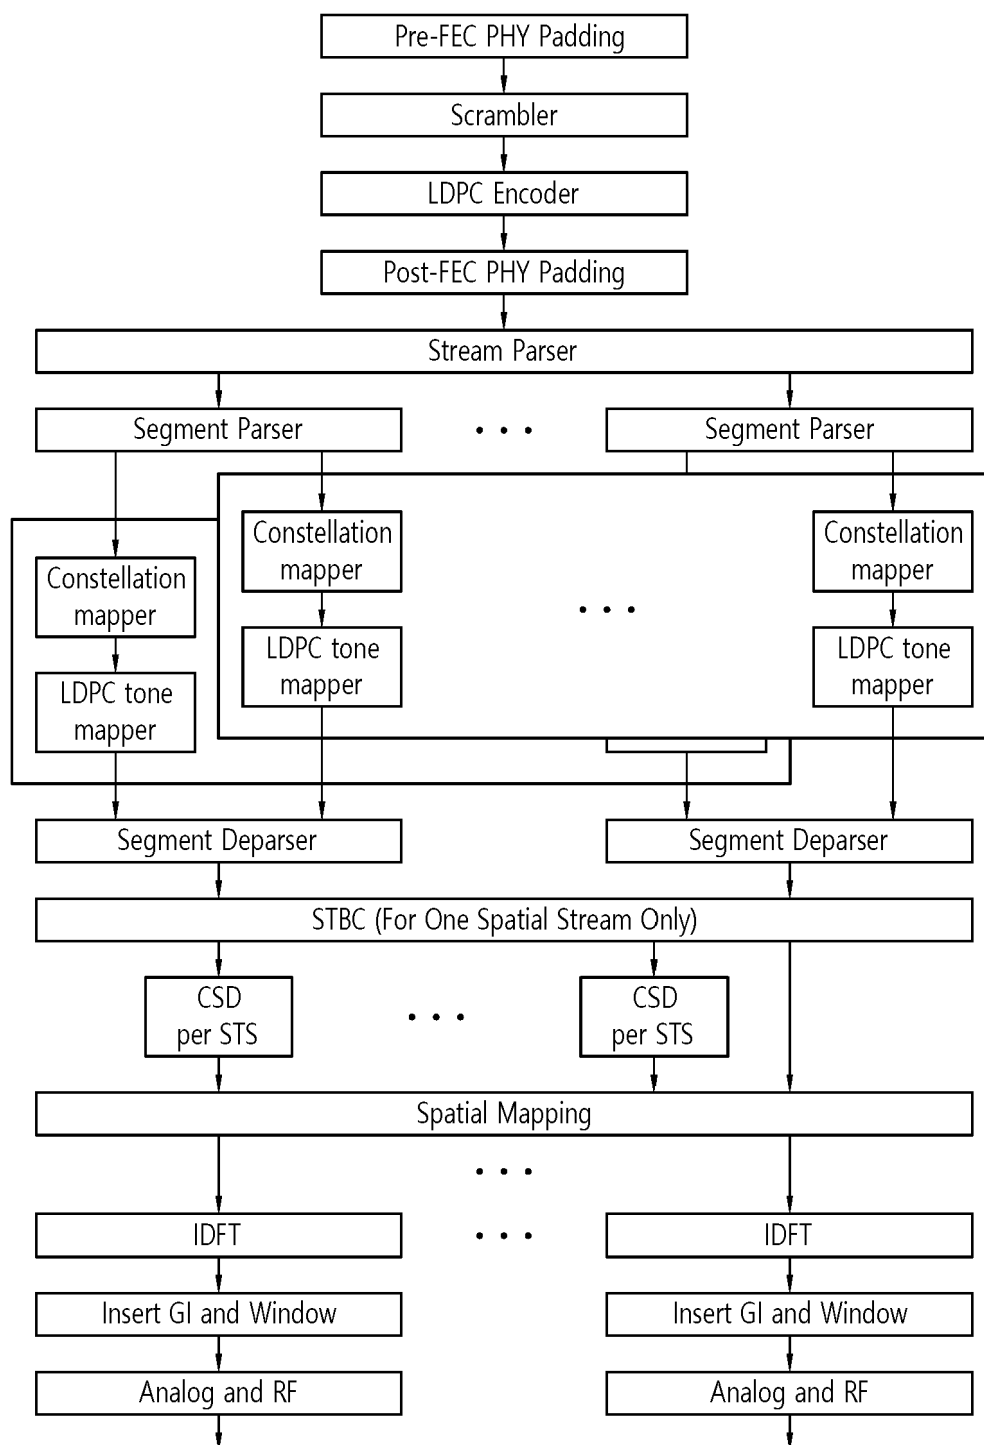 Pre-FEC PHY Padding
Scrambler
LDPC Encoder
Post-FEC PHY Padding
Stream Parser
Segment Parser
Segment Parser
Constellation
mapper
Constellation
mapper
Constellation
mapper
LDPC tone
mapper
LDPC tone
mapper
LDPC tone
mapper
Segment Deparser
Segment Deparser
STBC (For One Spatial Stream Only)
CSD
per STS
CSD
per STS
Spatial Mapping
IDFT
IDFT
Insert GI and Window
Insert GI and Window
Analog and RF
Analog and RF